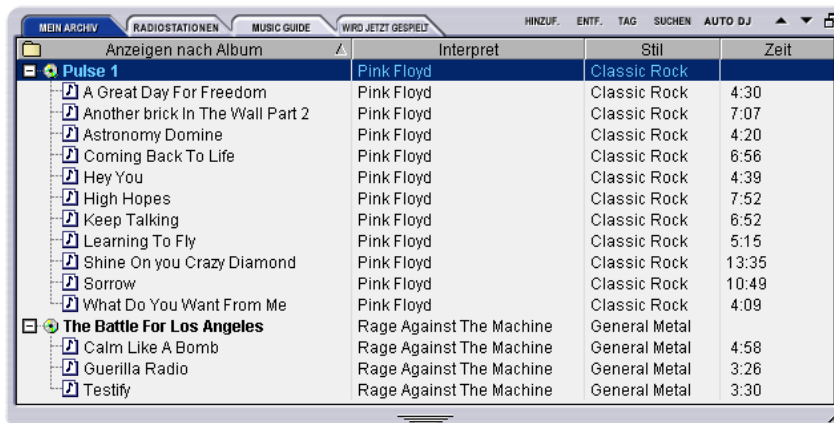 MEIN ARCHIV RADIOSTATIONEN MUSIC GUIDE WIRD JETZT GESPIELT HINZUF. ENTF. TAG SUCHEN AUTO DJ
Anzeigen nach Album Interpret Stil Zeit
Pulse 1 Pink Floyd Classic Rock
A Great Day For Freedom Pink Floyd Classic Rock 4:30
Another brick In The Wall Part 2 Pink Floyd Classic Rock 7:07
Astronomy Domine Pink Floyd Classic Rock 4:20
Coming Back To Life Pink Floyd Classic Rock 6:56
Hey You Pink Floyd Classic Rock 4:39
High Hopes Pink Floyd Classic Rock 7:52
Keep Talking Pink Floyd Classic Rock 6:52
Learning To Fly Pink Floyd Classic Rock 5:15
Shine On you Crazy Diamond Pink Floyd Classic Rock 13:35
Sorrow Pink Floyd Classic Rock 10:49
What Do You Want From Me Pink Floyd Classic Rock 4:09
The Battle For Los Angeles Rage Against The Machine General Metal
Calm Like A Bomb Rage Against The Machine General Metal 4:58
Guerilla Radio Rage Against The Machine General Metal 3:26
Testify Rage Against The Machine General Metal 3:30